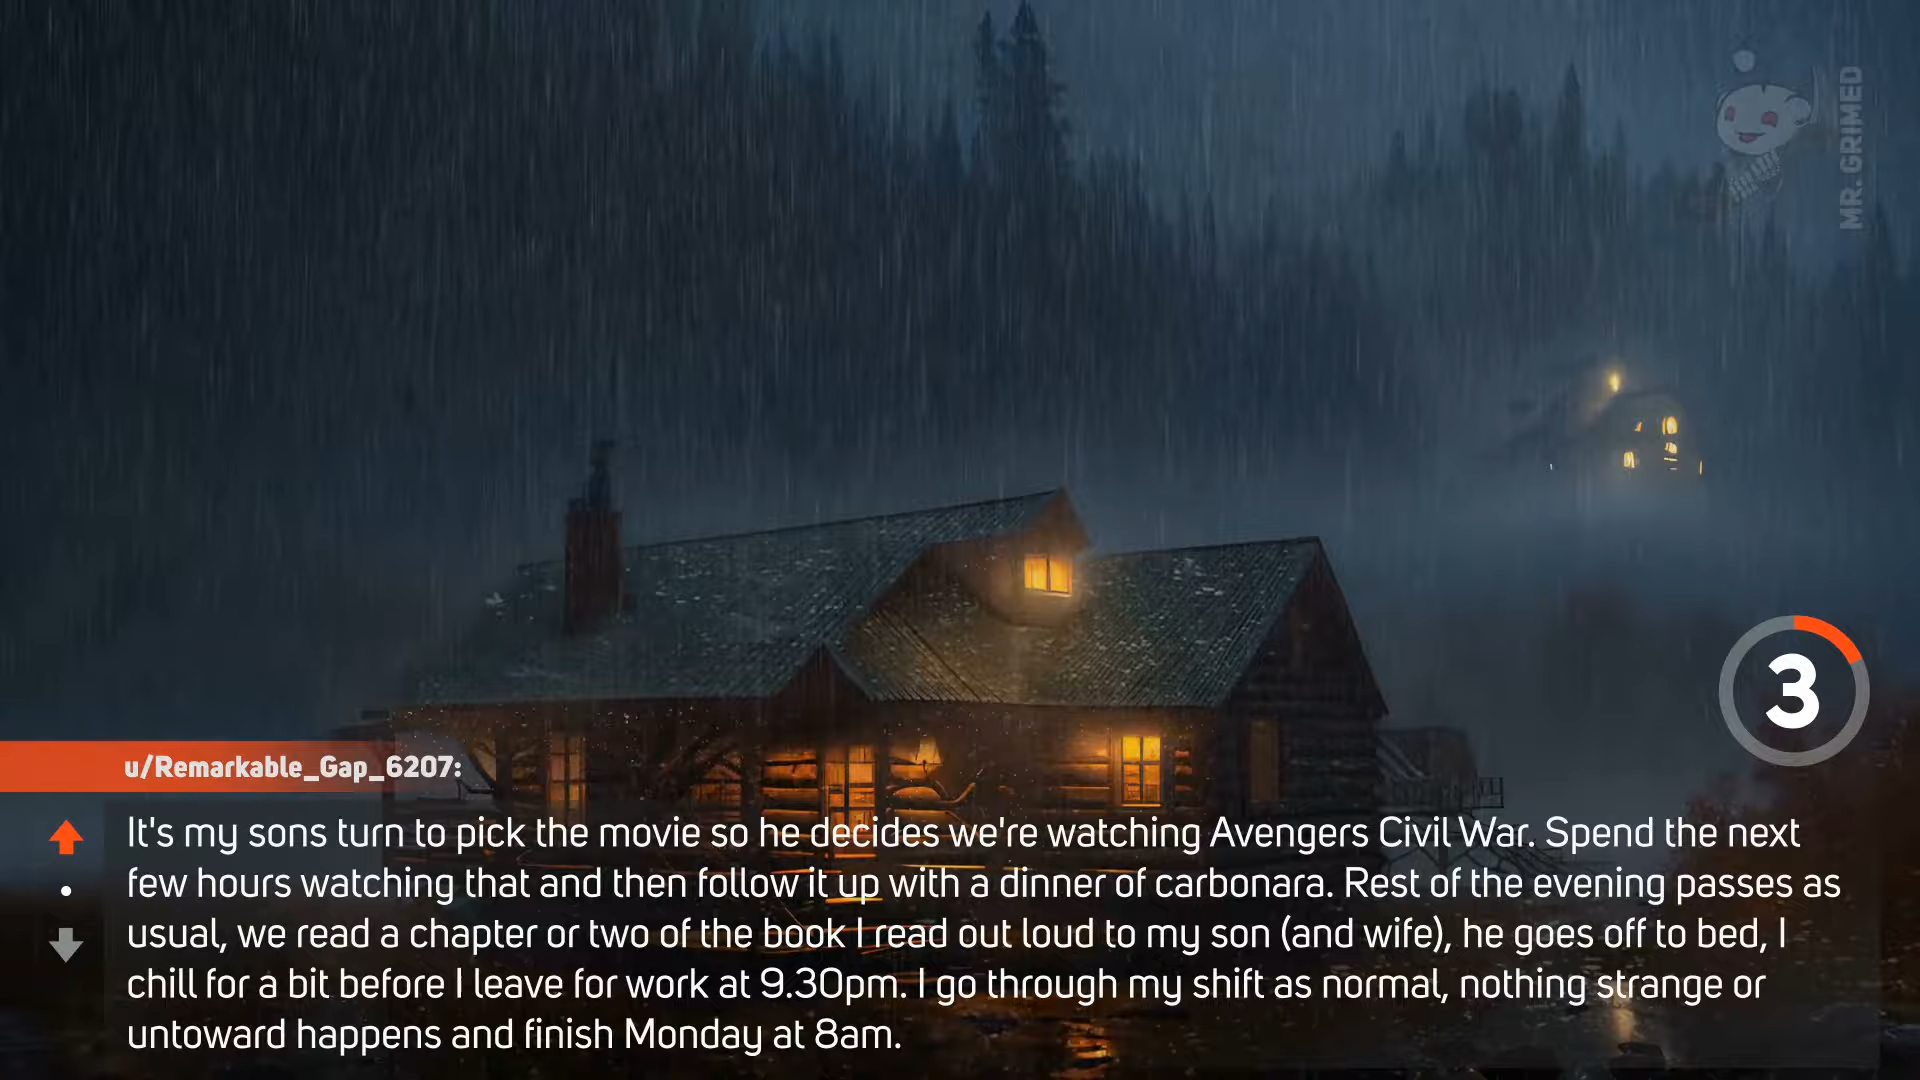 MR. GRIMED
3
u/Remarkable_Gap_6207:
It's my sons turn to pick the movie so he decides we're watching Avengers Civil War. Spend the next
few hours watching that and then follow it up with a dinner of carbonara. Rest of the evening passes as
usual, we read a chapter or two of the book I read out loud to my son (and wife), he goes off to bed, I
chill for a bit before I leave for work at 9.30pm. I go through my shift as normal, nothing strange or
untoward happens and finish Monday at 8am.